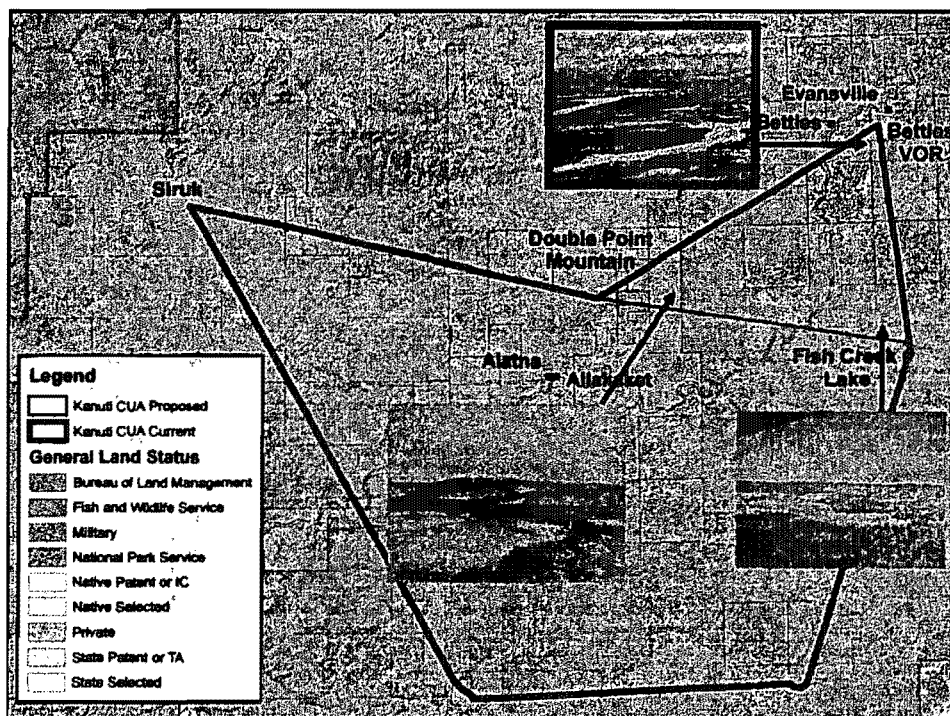 Evansville
Bettles
Bettles
VOR
Siruk
Double Point
Mountain
Alatna
Allakaket
Fish Creek
Lake
Legend
Kanuti CUA Proposed
Kanuti CUA Current
General Land Status
Bureau of Land Management
Fish and Wildlife Service
Military
National Park Service
Native Patent or IC
Native Selected
Private
State Patent or TA
State Selected